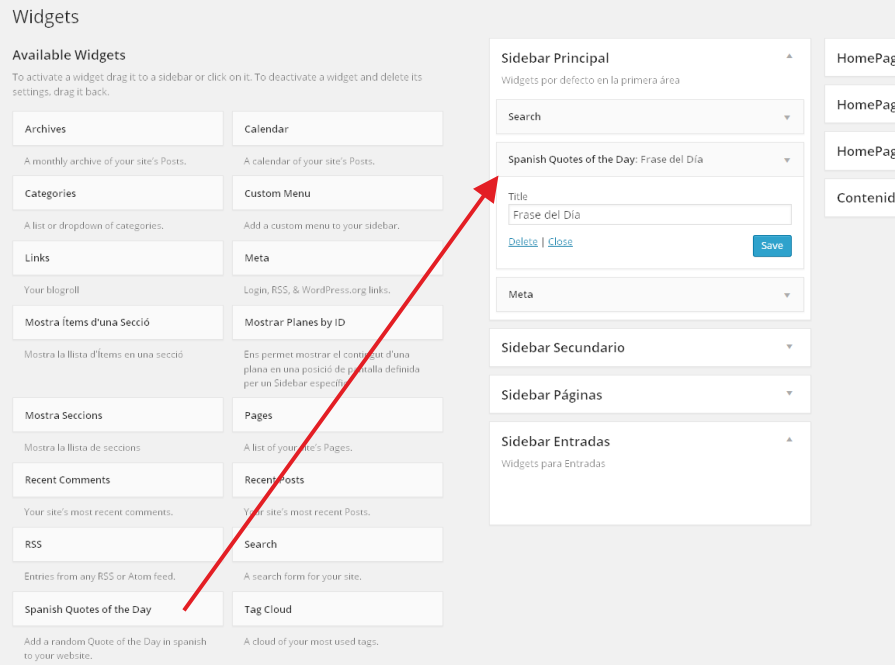 Widgets
Available Widgets
To activate a widget drag it to a sidebar or click on it. To deactivate a widget and delete its
settings, drag it back.
Archives
A monthly archive of your site's Posts.
Calendar
A calendar of your site's Posts.
Categories
A list or dropdown of categories.
Custom Menu
Add a custom menu to your sidebar.
Links
Your blogroll
Meta
Login, RSS, & WordPress.org links.
Mostra Ítems d'una Secció
Mostra la llista d'Ítems en una secció
Mostrar Planes by ID
Ens permet mostrar el contingut d'una
plana en una posició de pantalla definida
per un Sidebar específic
Mostra Seccions
Mostra la llista de seccions
Pages
A list of your site's Pages.
Recent Comments
Your site's most recent comments.
Recent Posts
Your site's most recent Posts.
RSS
Entries from any RSS or Atom feed.
Search
A search form for your site.
Spanish Quotes of the Day
Add a random Quote of the Day in spanish
to your website.
Tag Cloud
A cloud of your most used tags.
Sidebar Principal
Widgets por defecto en la primera área
Search
Spanish Quotes of the Day: Frase del Día
Title
Frase del Día
Delete | Close
Save
Meta
Sidebar Secundario
Sidebar Páginas
Sidebar Entradas
Widgets para Entradas
HomePag
HomePag
HomePag
Contenid